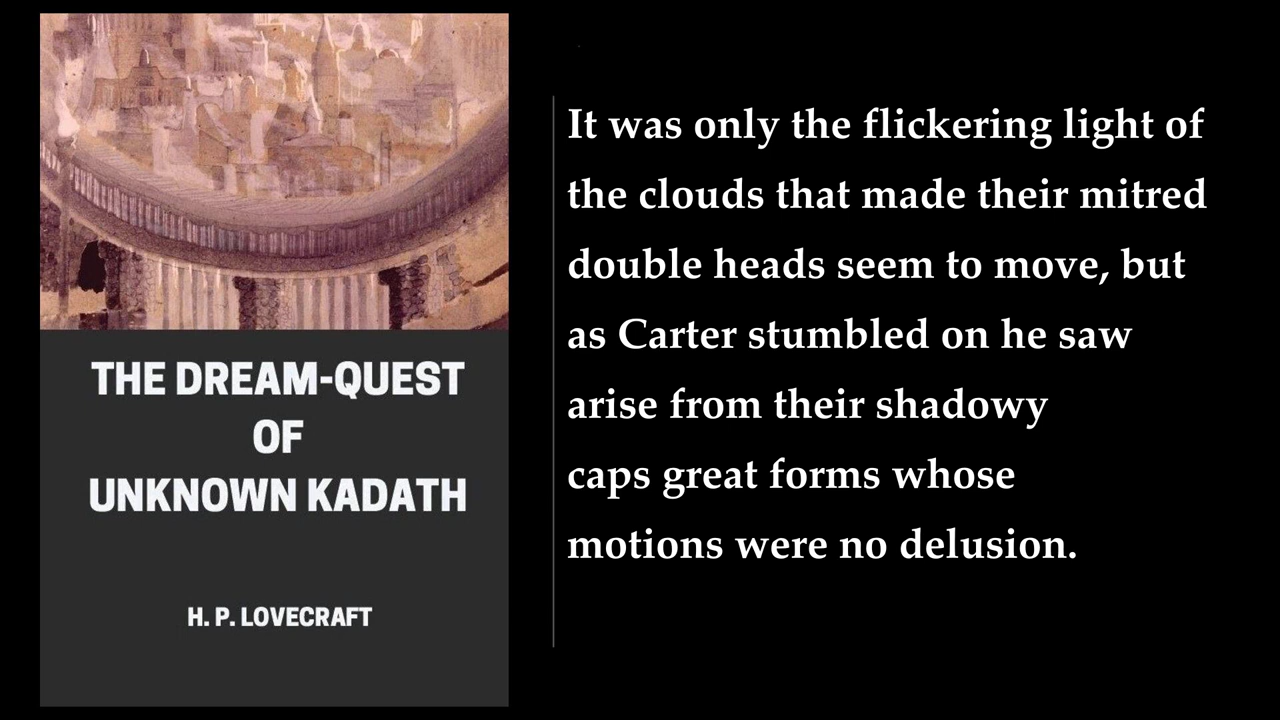 THE DREAM-QUEST
OF
UNKNOWN KADATH
H. P. LOVECRAFT
It was only the flickering light of
the clouds that made their mitred
double heads seem to move, but
as Carter stumbled on he saw
arise from their shadowy
caps great forms whose
motions were no delusion.